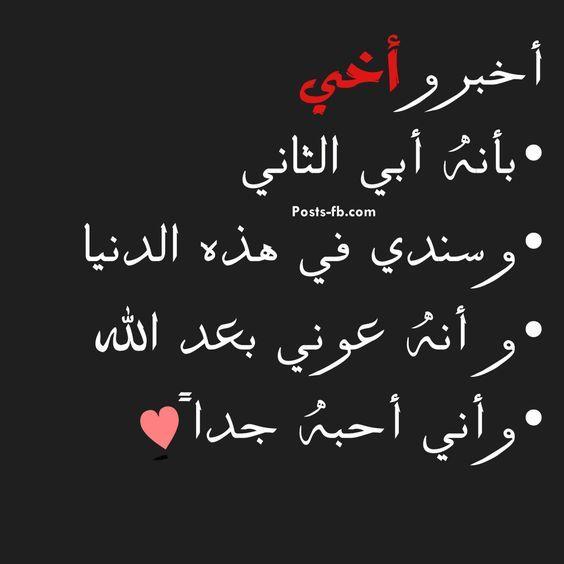 أخبرو أخي
•بأنهُ أبي الثاني
Posts-fb.com
•وسندي في هذه الدنيا
•و أنهُ عوني بعد الله
•وأني أحبهُ جداً